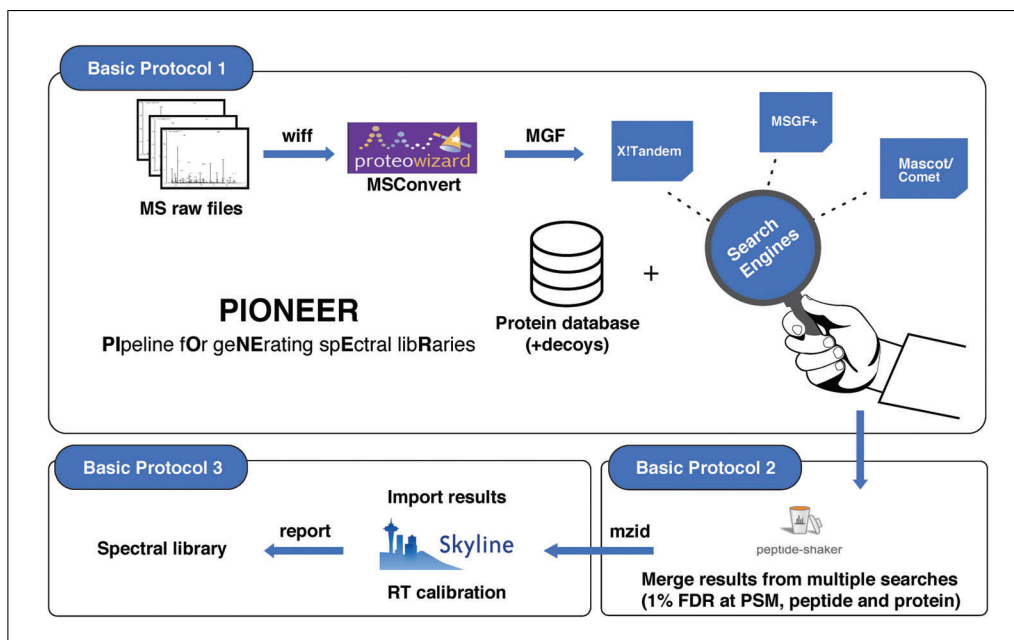 Basic Protocol 1
wiff
MGF
proteowizard
MSConvert
MS raw files
X!Tandem
MSGF+
Mascot/
Comet
Search
Engines
+
Protein database
(+decoys)
PIONEER
PIpeline fOr geNErating spEctral libRaries
Basic Protocol 3
Import results
Spectral library
report
Skyline
RT calibration
Basic Protocol 2
mzid
peptide-shaker
Merge results from multiple searches
(1% FDR at PSM, peptide and protein)